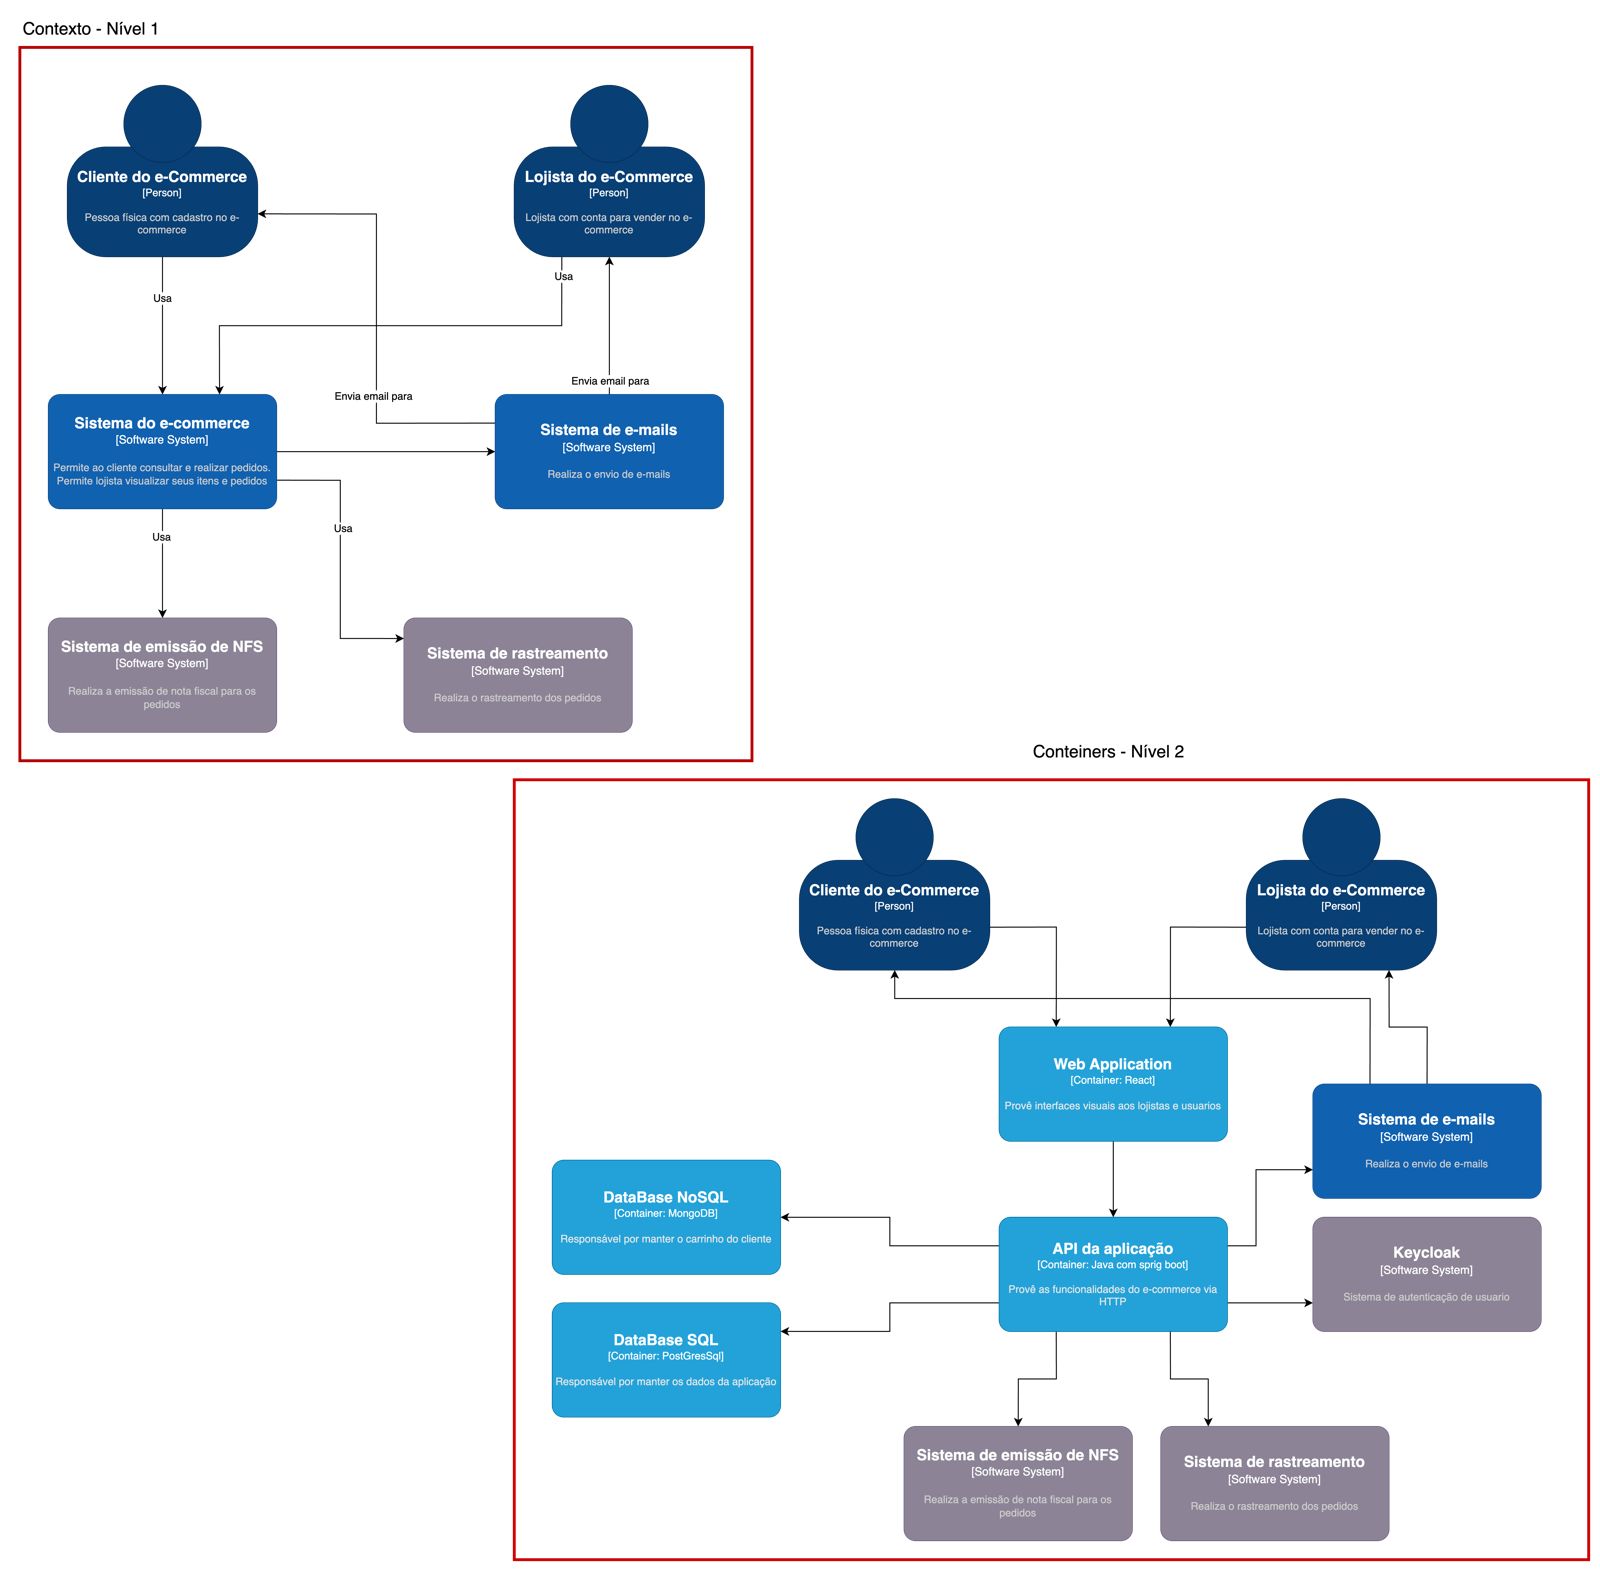 Contexto - Nível 1
Cliente do e-Commerce
[Person]
Pessoa física com cadastro no e-
commerce
Lojista do e-Commerce
[Person]
Lojista com conta para vender no e-
commerce
Usa
Usa
Envia email para
Envia email para
Sistema do e-commerce
[Software System]
Permite ao cliente consultar e realizar pedidos.
Permite lojista visualizar seus itens e pedidos
Sistema de e-mails
[Software System]
Realiza o envio de e-mails
Usa
Usa
Sistema de emissão de NFS
[Software System]
Realiza a emissão de nota fiscal para os
pedidos
Sistema de rastreamento
[Software System]
Realiza o rastreamento dos pedidos
Conteiners - Nível 2
Cliente do e-Commerce
[Person]
Pessoa física com cadastro no e-
commerce
Lojista do e-Commerce
[Person]
Lojista com conta para vender no e-
commerce
Web Application
[Container: React]
Provê interfaces visuais aos lojistas e usuarios
Sistema de e-mails
[Software System]
Realiza o envio de e-mails
DataBase NoSQL
[Container: MongoDB]
Responsável por manter o carrinho do cliente
API da aplicação
[Container: Java com sprig boot]
Provê as funcionalidades do e-commerce via
HTTP
Keycloak
[Software System]
Sistema de autenticação de usuario
DataBase SQL
[Container: PostGresSql]
Responsável por manter os dados da aplicação
Sistema de emissão de NFS
[Software System]
Realiza a emissão de nota fiscal para os
pedidos
Sistema de rastreamento
[Software System]
Realiza o rastreamento dos pedidos